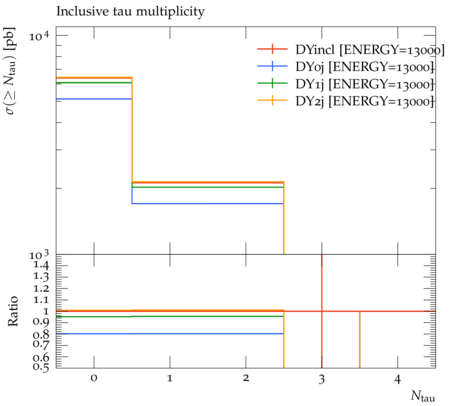 Inclusive tau multiplicity
σ(≥ Ntau) [pb]
10^4
DYincl [ENERGY=13000]
DY0j [ENERGY=13000]
DY1j [ENERGY=13000]
DY2j [ENERGY=13000]
10^3
Ratio
1.4
1.3
1.2
1.1
1
0.9
0.8
0.7
0.6
0.5
0 1 2 3 4
Ntau